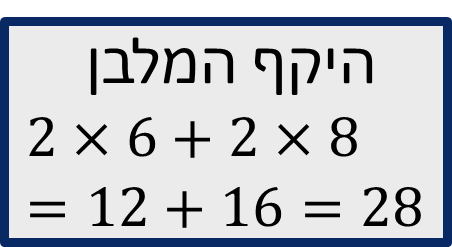 היקף המלבן
2 × 6 + 2 × 8
= 12 + 16 = 28